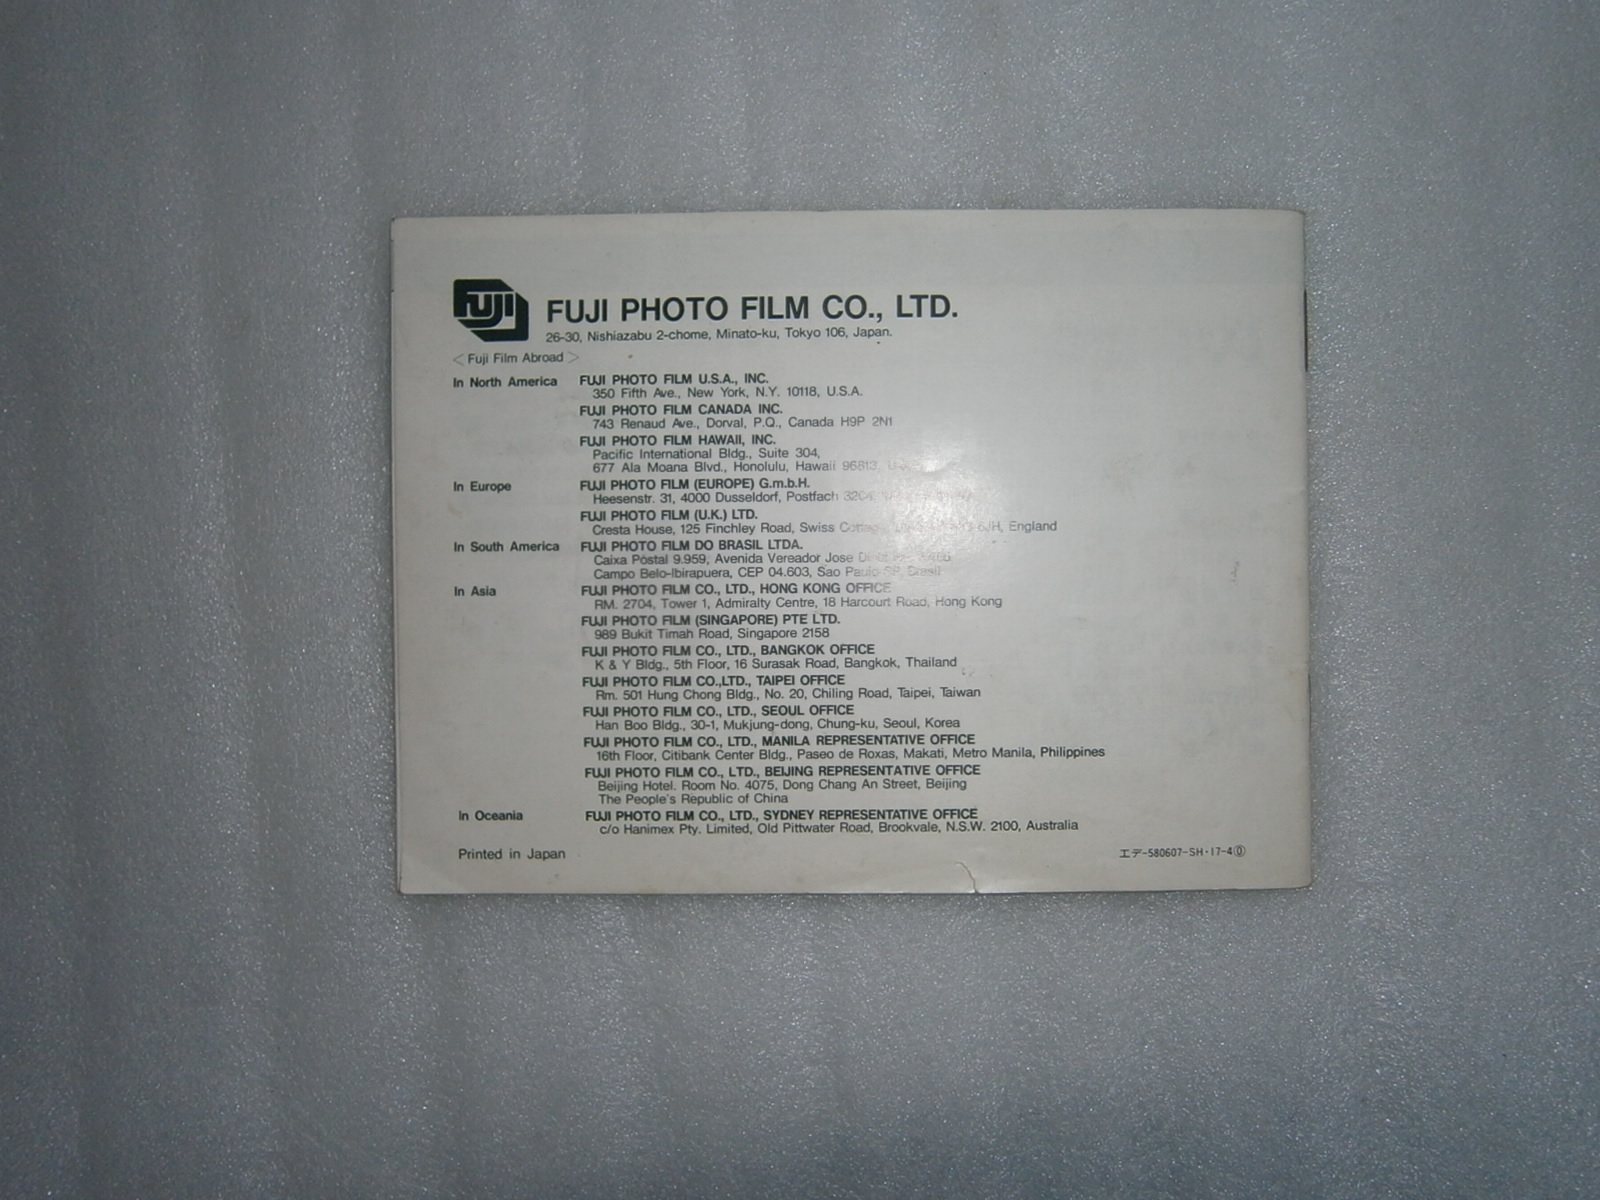 FUJI
FUJI PHOTO FILM CO., LTD.
26-30, Nishiazabu 2-chome, Minato-ku, Tokyo 106, Japan.
<Fuji Film Abroad>
In North America FUJI PHOTO FILM U.S.A., INC.
350 Fifth Ave., New York, N.Y. 10118, U.S.A.
FUJI PHOTO FILM CANADA INC.
743 Renaud Ave., Dorval, P.Q., Canada H9P 2N1
FUJI PHOTO FILM HAWAII, INC.
Pacific International Bldg., Suite 304,
677 Ala Moana Blvd., Honolulu, Hawaii 96813,
In Europe FUJI PHOTO FILM (EUROPE) G.m.b.H.
Heesenstr. 31, 4000 Dusseldorf, Postfach 3204,
FUJI PHOTO FILM (U.K.) LTD.
Cresta House, 125 Finchley Road, Swiss 6JH, England
In South America FUJI PHOTO FILM DO BRASIL LTDA.
Caixa Postal 9.959, Avenida Vereador Jose
Campo Belo-Ibirapuera, CEP 04.603, Sao Paulo-SP, Brasil
In Asia FUJI PHOTO FILM CO., LTD., HONG KONG OFFICE
RM. 2704, Tower 1, Admiralty Centre, 18 Harcourt Road, Hong Kong
FUJI PHOTO FILM (SINGAPORE) PTE LTD.
989 Bukit Timah Road, Singapore 2158
FUJI PHOTO FILM CO., LTD., BANGKOK OFFICE
K & Y Bldg., 5th Floor, 16 Surasak Road, Bangkok, Thailand
FUJI PHOTO FILM CO.,LTD., TAIPEI OFFICE
Rm. 501 Hung Chong Bldg., No. 20, Chiling Road, Taipei, Taiwan
FUJI PHOTO FILM CO., LTD., SEOUL OFFICE
Han Boo Bldg., 30-1, Mukjung-dong, Chung-ku, Seoul, Korea
FUJI PHOTO FILM CO., LTD., MANILA REPRESENTATIVE OFFICE
16th Floor, Citibank Center Bldg., Paseo de Roxas, Makati, Metro Manila, Philippines
FUJI PHOTO FILM CO., LTD., BEIJING REPRESENTATIVE OFFICE
Beijing Hotel. Room No. 4075, Dong Chang An Street, Beijing
The People's Republic of China
In Oceania FUJI PHOTO FILM CO., LTD., SYDNEY REPRESENTATIVE OFFICE
c/o Hanimex Pty. Limited, Old Pittwater Road, Brookvale, N.S.W. 2100, Australia
Printed in Japan エデ-580607-SH・17-4⓪